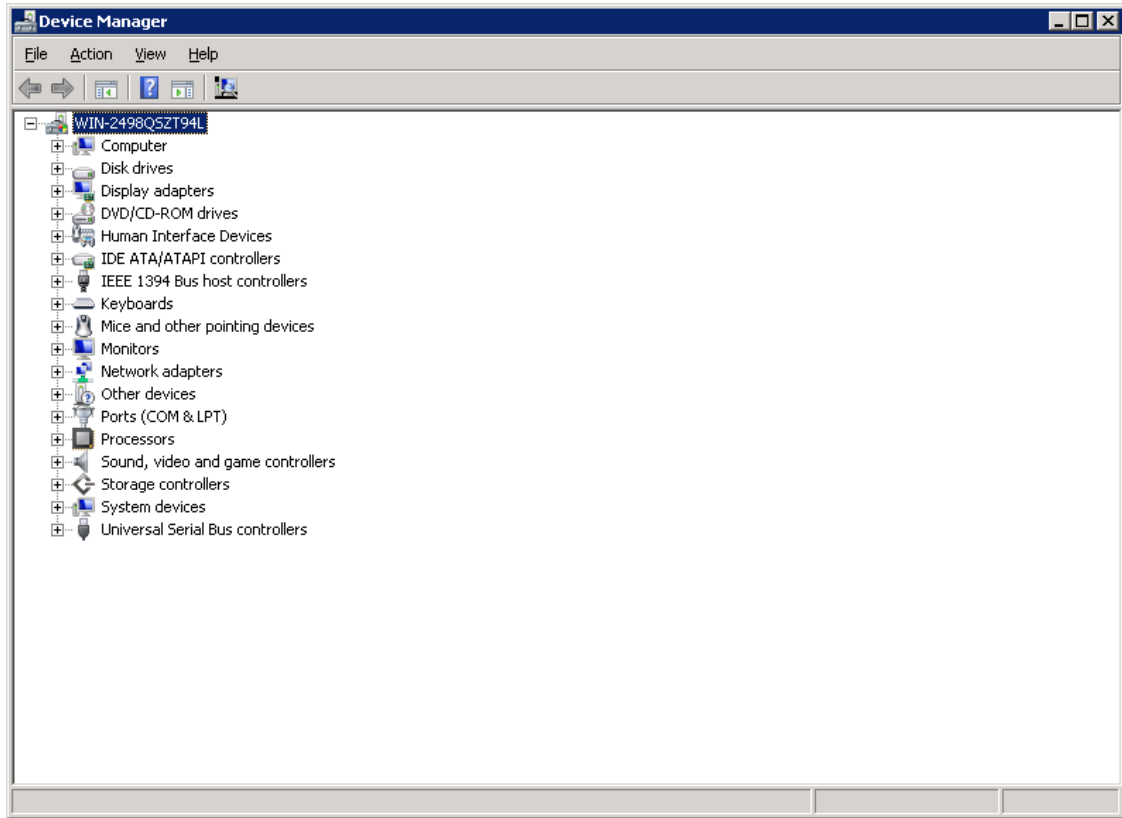 Device Manager
File Action View Help
WIN-2498QSZT94L
Computer
Disk drives
Display adapters
DVD/CD-ROM drives
Human Interface Devices
IDE ATA/ATAPI controllers
IEEE 1394 Bus host controllers
Keyboards
Mice and other pointing devices
Monitors
Network adapters
Other devices
Ports (COM & LPT)
Processors
Sound, video and game controllers
Storage controllers
System devices
Universal Serial Bus controllers